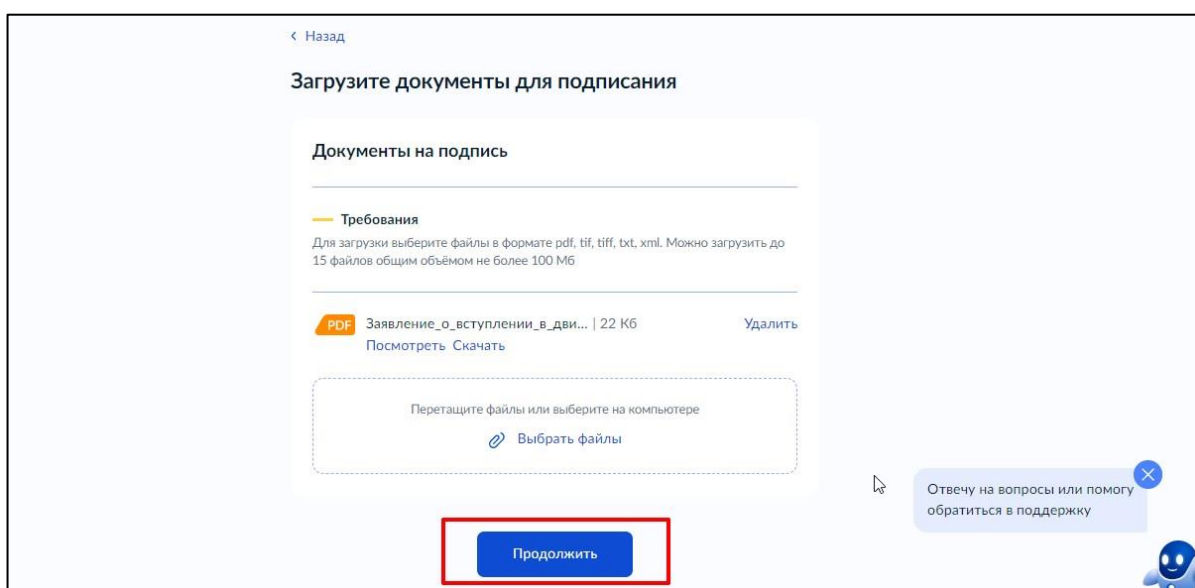 Назад
Загрузите документы для подписания
Документы на подпись
Требования
Для загрузки выберите файлы в формате pdf, tif, tiff, txt, xml. Можно загрузить до
15 файлов общим объёмом не более 100 Мб
PDF Заявление_о_вступлении_в_дви... | 22 Кб Удалить
Посмотреть Скачать
Перетащите файлы или выберите на компьютере
Выбрать файлы
Отвечу на вопросы или помогу
обратиться в поддержку
Продолжить